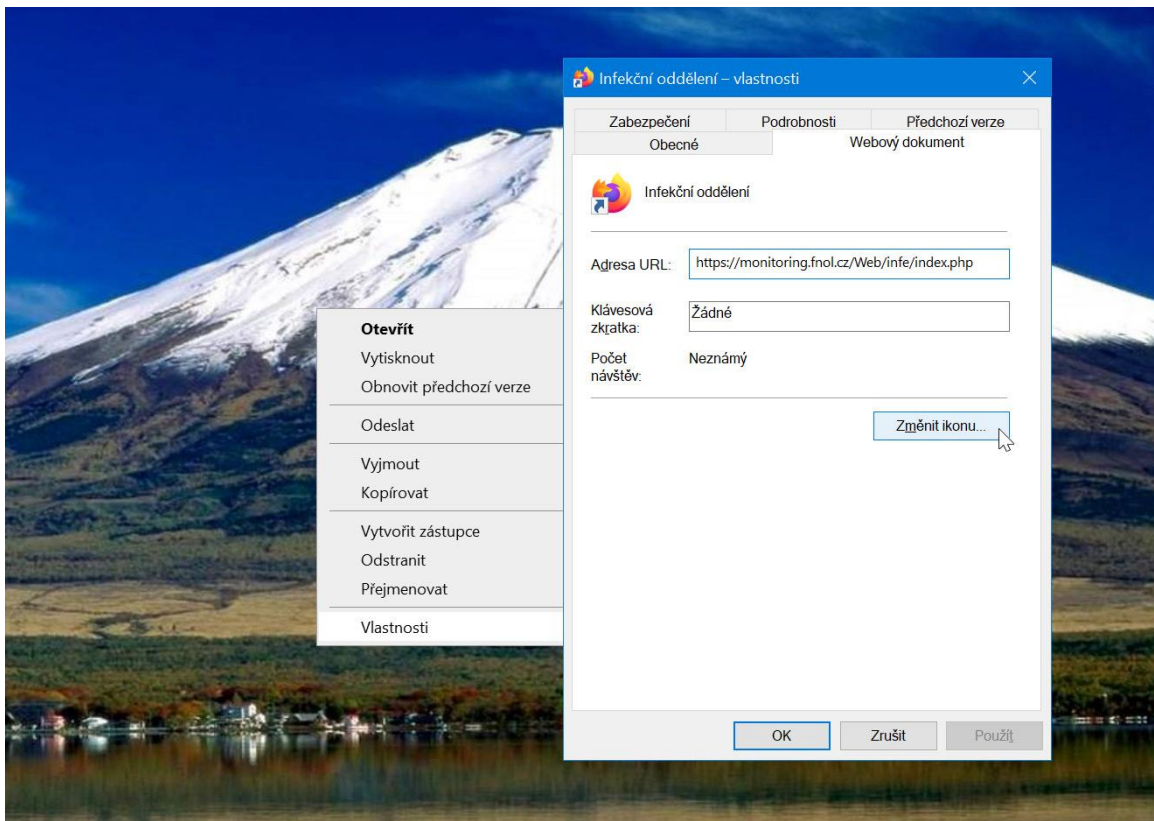 Infekční oddělení – vlastnosti
Zabezpečení Podrobnosti Předchozí verze
Obecné Webový dokument
Infekční oddělení
Adresa URL: https://monitoring.fnol.cz/Web/infe/index.php
Klávesová
zkratka:
Žádné
Počet
návštěv:
Neznámý
Změnit ikonu...
OK Zrušit Použít
Otevřít
Vytisknout
Obnovit předchozí verze
Odeslat
Vyjmout
Kopírovat
Vytvořit zástupce
Odstranit
Přejmenovat
Vlastnosti